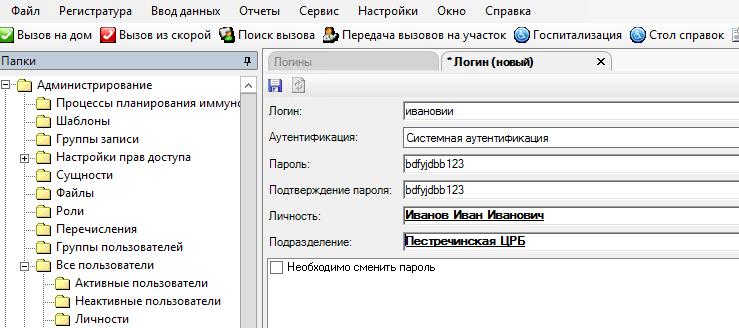 Файл Регистратура Ввод данных Отчеты Сервис Настройки Окно Справка
Вызов на дом Вызов из скорой Поиск вызова Передача вызовов на участок Госпитализация Стол справок
Папки
Логины * Логин (новый)
Администрирование
Процессы планирования иммун
Шаблоны
Группы записи
Настройки прав доступа
Сущности
Файлы
Роли
Перечисления
Группы пользователей
Все пользователи
Активные пользователи
Неактивные пользователи
Личности
Логин: ивановии
Аутентификация: Системная аутентификация
Пароль: bdfyjdbb123
Подтверждение пароля: bdfyjdbb123
Личность: Иванов Иван Иванович
Подразделение: Пестречинская ЦРБ
Необходимо сменить пароль